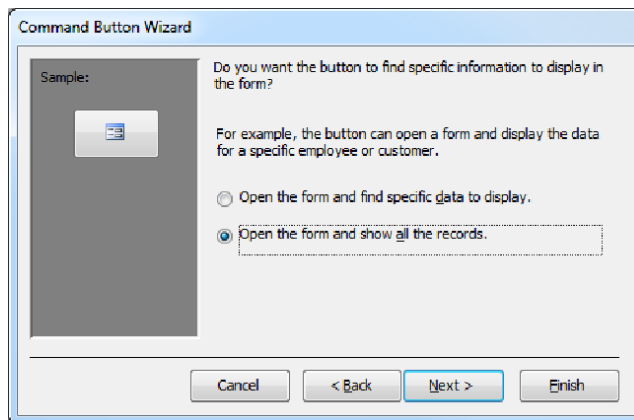 Command Button Wizard
Sample:
Do you want the button to find specific information to display in
the form?
For example, the button can open a form and display the data
for a specific employee or customer.
Open the form and find specific data to display.
Open the form and show all the records.
Cancel
< Back
Next >
Finish